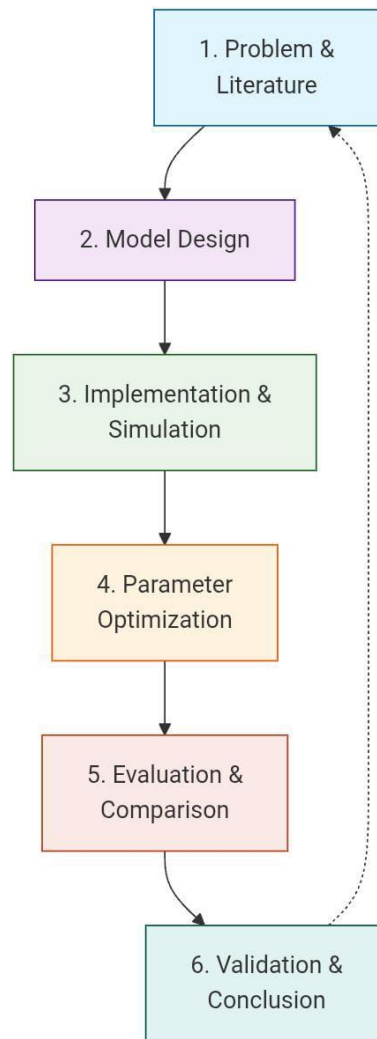 1. Problem &
Literature
2. Model Design
3. Implementation &
Simulation
4. Parameter
Optimization
5. Evaluation &
Comparison
6. Validation &
Conclusion